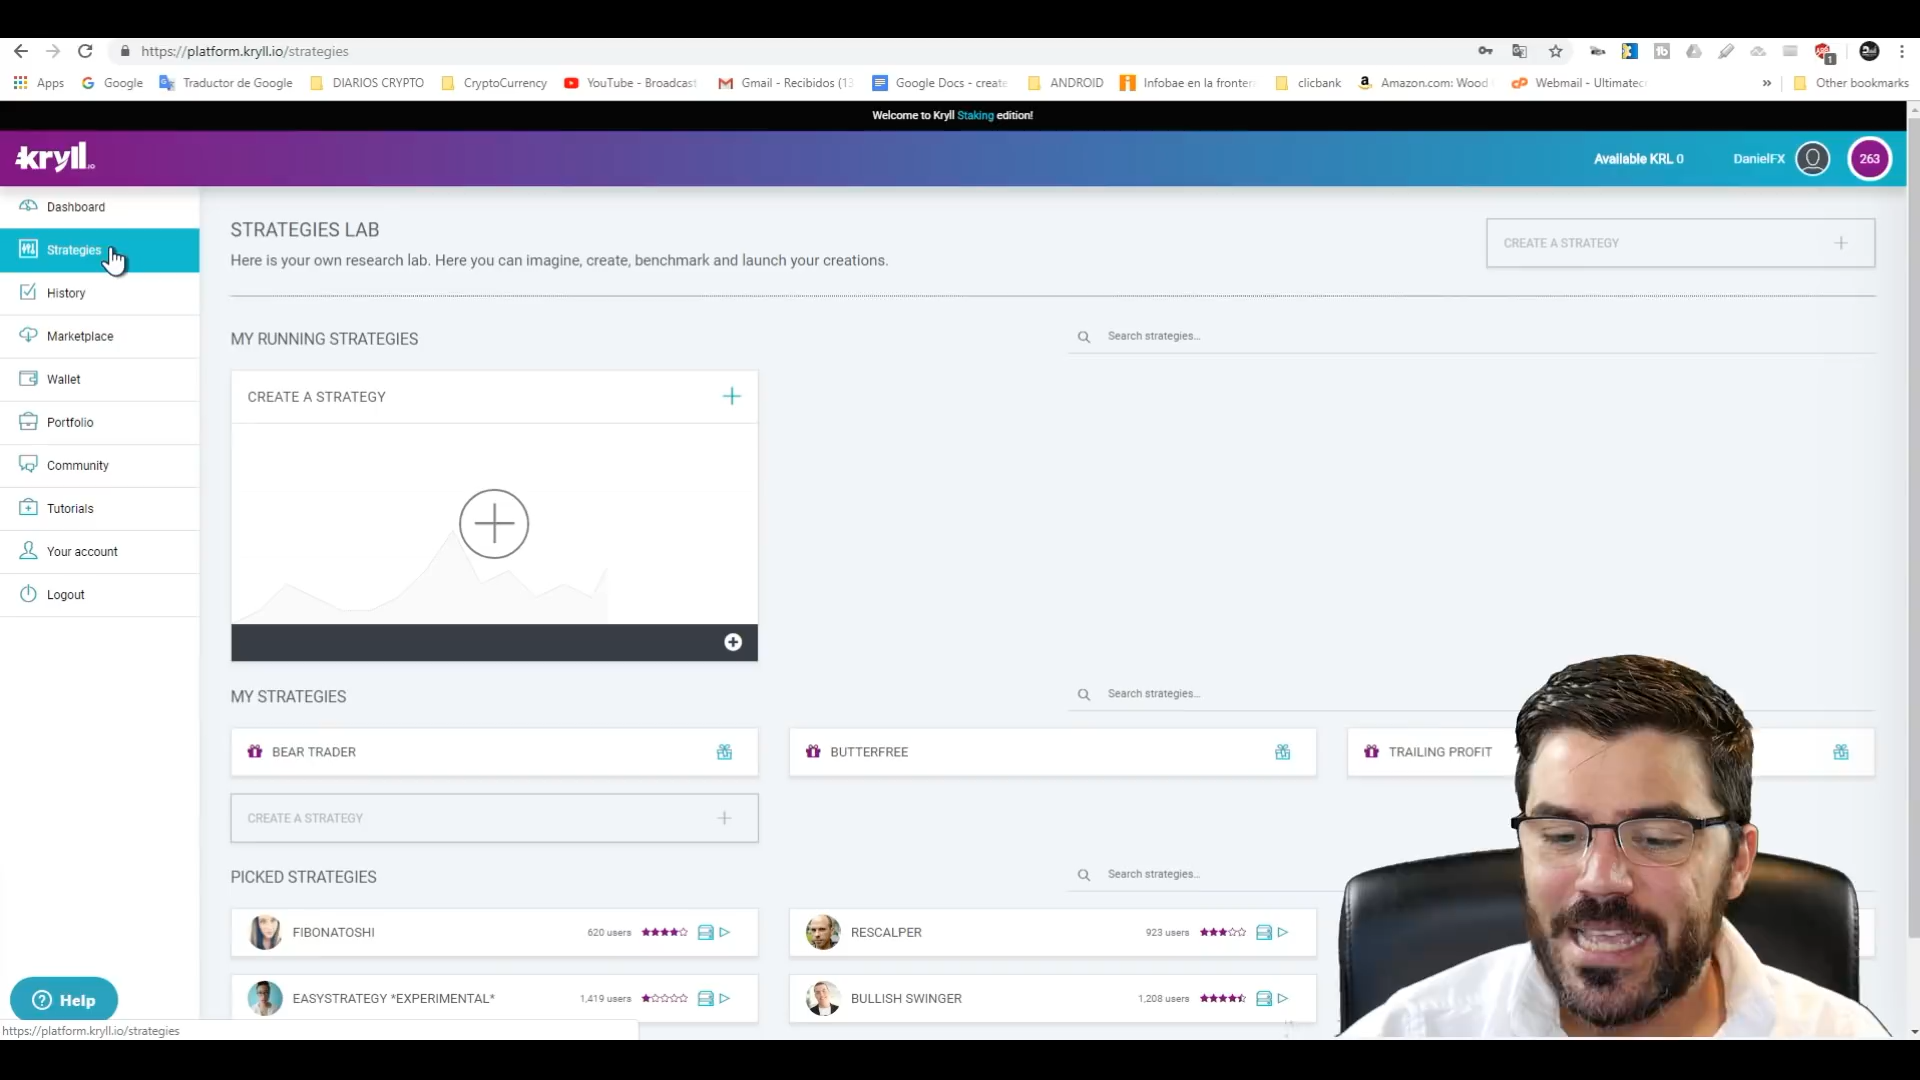 https://platform.kryll.io/strategies
1
Apps
Google
Traductor de Google
DIARIOS CRYPTO
CryptoCurrency
YouTube - Broadcast
Gmail - Recibidos (13
Google Docs - create
ANDROID
Infobae en la fronter
clicbank
Amazon.com: Wood
Webmail - Ultimatec
»
Other bookmarks
Welcome to Kryll Staking edition!
kryll.io
Available KRL 0
DanielFX
263
Dashboard
Strategies
History
Marketplace
Wallet
Portfolio
Community
Tutorials
Your account
Logout
STRATEGIES LAB
Here is your own research lab. Here you can imagine, create, benchmark and launch your creations.
CREATE A STRATEGY
MY RUNNING STRATEGIES
Search strategies...
CREATE A STRATEGY
MY STRATEGIES
Search strategies...
BEAR TRADER
BUTTERFREE
TRAILING PROFIT
CREATE A STRATEGY
PICKED STRATEGIES
Search strategies...
FIBONATOSHI
620 users
RESCALPER
923 users
EASYSTRATEGY *EXPERIMENTAL*
1,419 users
BULLISH SWINGER
1,208 users
Help
https://platform.kryll.io/strategies